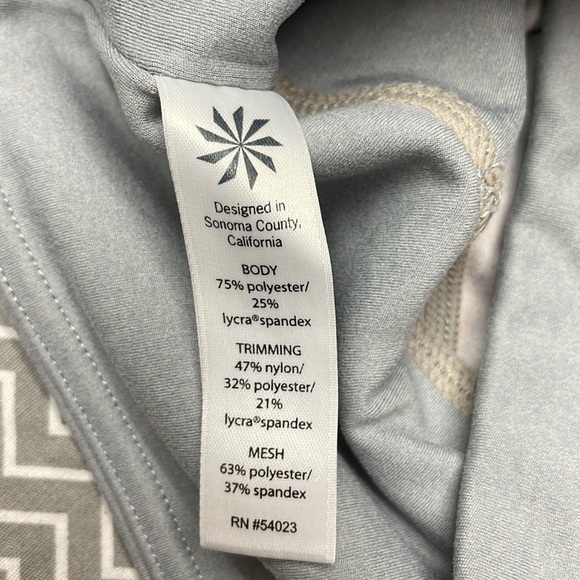 Designed in
Sonoma County,
California
BODY
75% polyester/
25%
lycra®spandex
TRIMMING
47% nylon/
32% polyester/
21%
lycra®spandex
MESH
63% polyester/
37% spandex
RN #54023